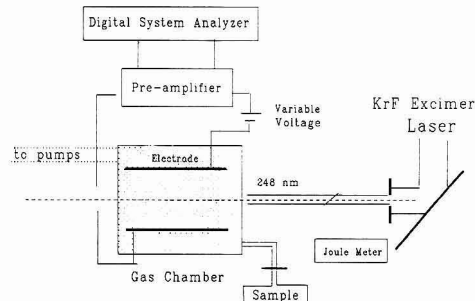 Digital System Analyzer
Pre-amplifier
Variable
Voltage
KrF Excimer
Laser
to pumps
Electrode
248 nm
Joule Meter
Gas Chamber
Sample